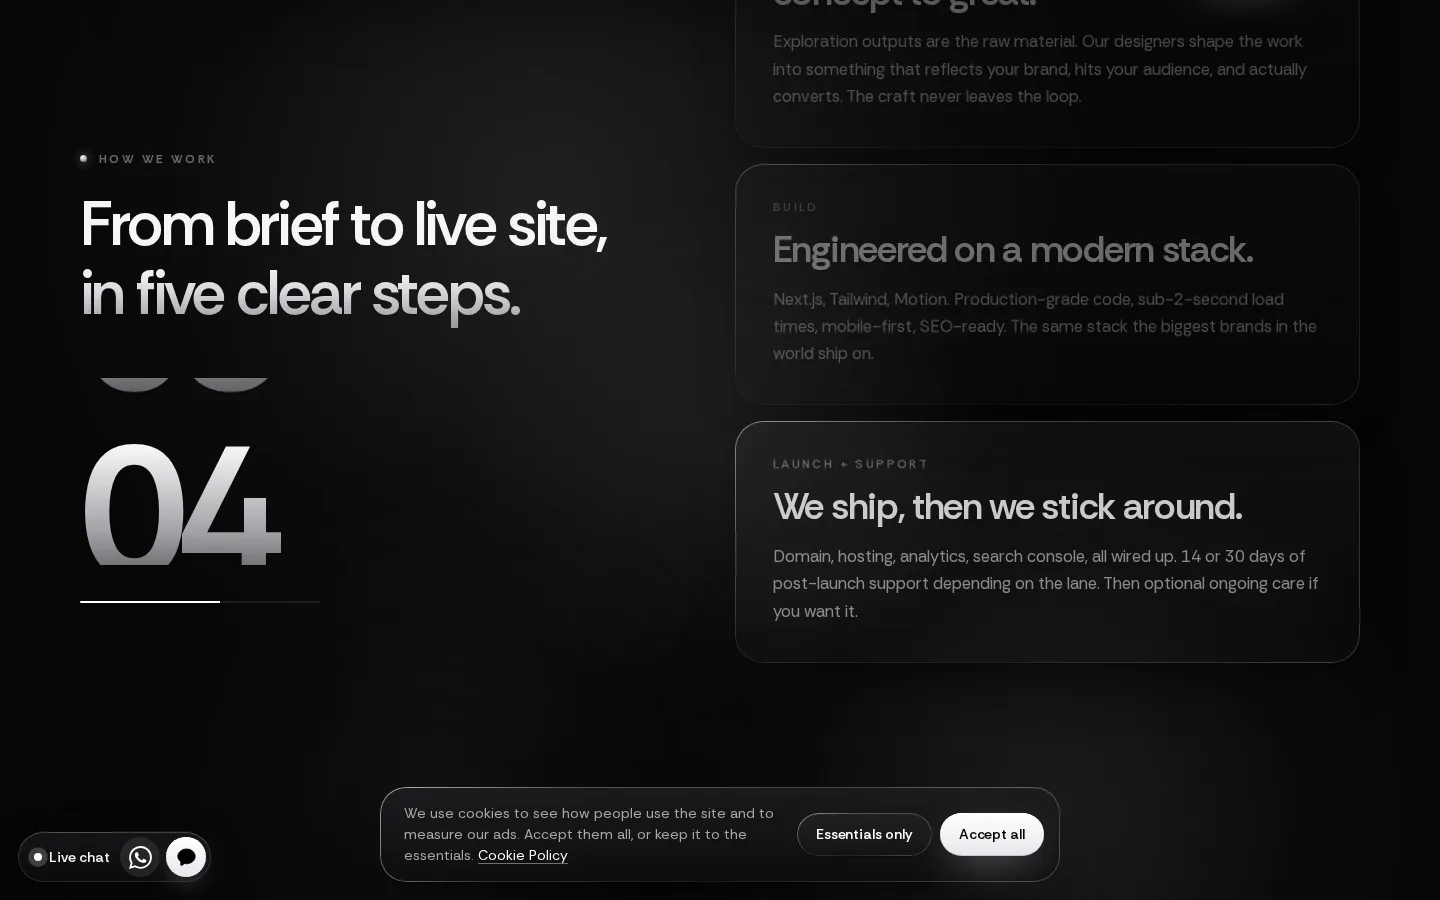 HOW WE WORK
From brief to live site,
in five clear steps.
04
concept to great.
Exploration outputs are the raw material. Our designers shape the work
into something that reflects your brand, hits your audience, and actually
converts. The craft never leaves the loop.
BUILD
Engineered on a modern stack.
Next.js, Tailwind, Motion. Production-grade code, sub-2-second load
times, mobile-first, SEO-ready. The same stack the biggest brands in the
world ship on.
LAUNCH + SUPPORT
We ship, then we stick around.
Domain, hosting, analytics, search console, all wired up. 14 or 30 days of
post-launch support depending on the lane. Then optional ongoing care if
you want it.
We use cookies to see how people use the site and to
measure our ads. Accept them all, or keep it to the
essentials. Cookie Policy
Essentials only
Accept all
Live chat